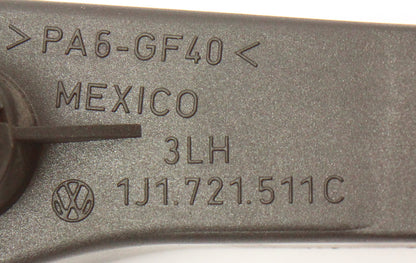 >PA6-GF40<
MEXICO
3LH
1J1.721.511C